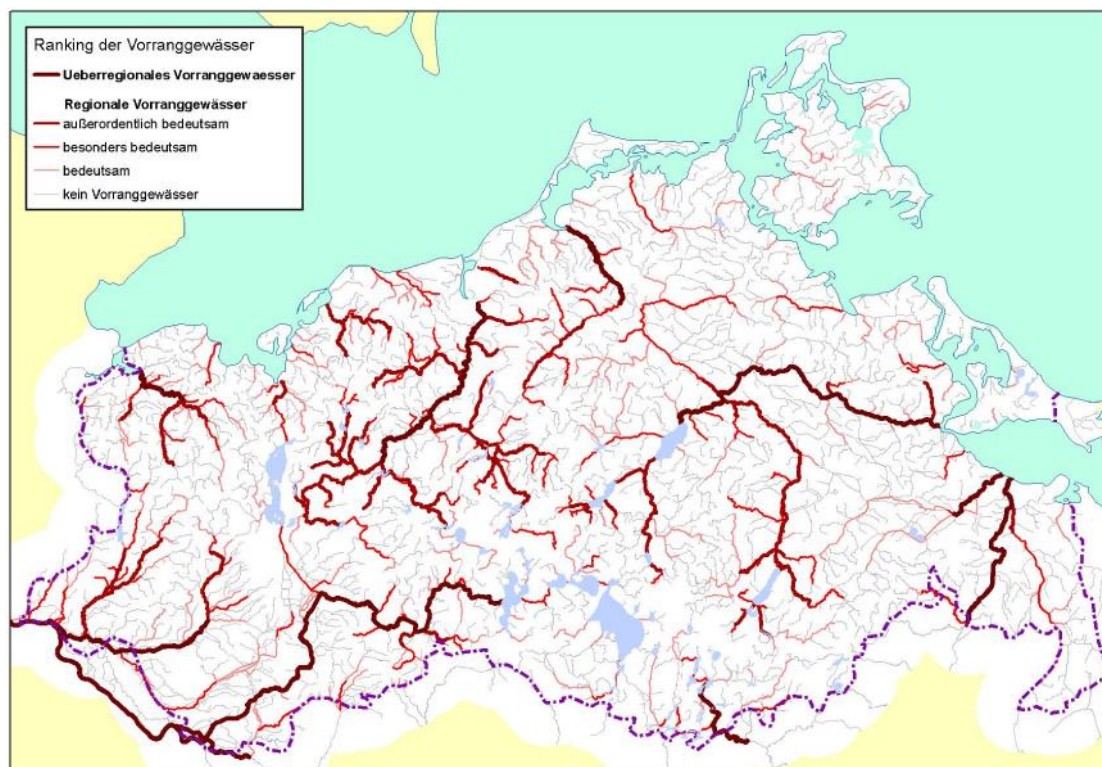 Ranking der Vorranggewässer
Ueberregionales Vorranggewaesser
Regionale Vorranggewässer
außerordentlich bedeutsam
besonders bedeutsam
bedeutsam
kein Vorranggewässer